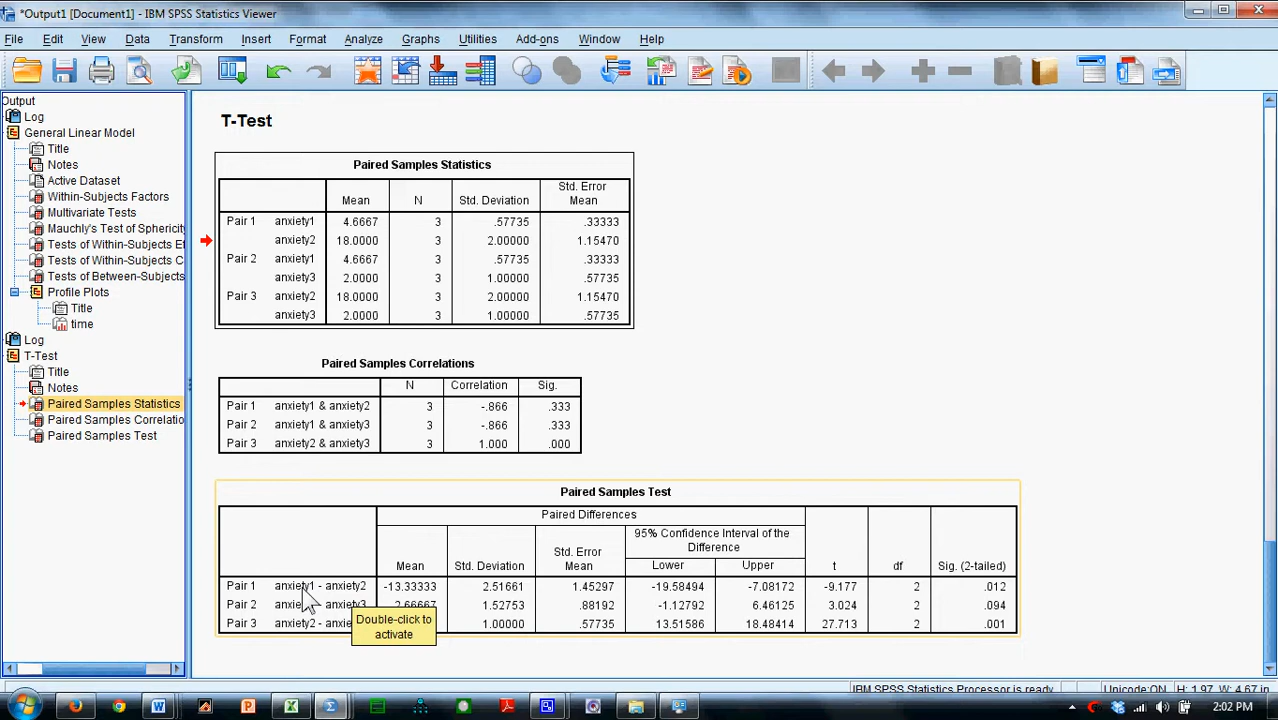 *Output1 [Document1] - IBM SPSS Statistics Viewer
File Edit View Data Transform Insert Format Analyze Graphs Utilities Add-ons Window Help
Output
Log
General Linear Model
Title
Notes
Active Dataset
Within-Subjects Factors
Multivariate Tests
Mauchly's Test of Sphericity
Tests of Within-Subjects Ef
Tests of Within-Subjects C
Tests of Between-Subjects
Profile Plots
Title
time
Log
T-Test
Title
Notes
Paired Samples Statistics
Paired Samples Correlatio
Paired Samples Test
T-Test
Paired Samples Statistics
Mean N Std. Deviation Std. Error Mean
Pair 1 anxiety1 4.6667 3 .57735 .33333
anxiety2 18.0000 3 2.00000 1.15470
Pair 2 anxiety1 4.6667 3 .57735 .33333
anxiety3 2.0000 3 1.00000 .57735
Pair 3 anxiety2 18.0000 3 2.00000 1.15470
anxiety3 2.0000 3 1.00000 .57735
Paired Samples Correlations
N Correlation Sig.
Pair 1 anxiety1 & anxiety2 3 -.866 .333
Pair 2 anxiety1 & anxiety3 3 -.866 .333
Pair 3 anxiety2 & anxiety3 3 1.000 .000
Paired Samples Test
Paired Differences
95% Confidence Interval of the Difference
Mean Std. Deviation Std. Error Mean Lower Upper t df Sig. (2-tailed)
Pair 1 anxiety1 - anxiety2 -13.33333 2.51661 1.45297 -19.58494 -7.08172 -9.177 2 .012
Pair 2 anxiety3 2.66667 1.52753 .88192 -1.12792 6.46125 3.024 2 .094
Pair 3 anxiety2 - 1.00000 .57735 13.51586 18.48414 27.713 2 .001
Double-click to
activate
IBM SPSS Statistics Processor is ready Unicode:ON H: 1.97, W: 4.67 in.
2:02 PM